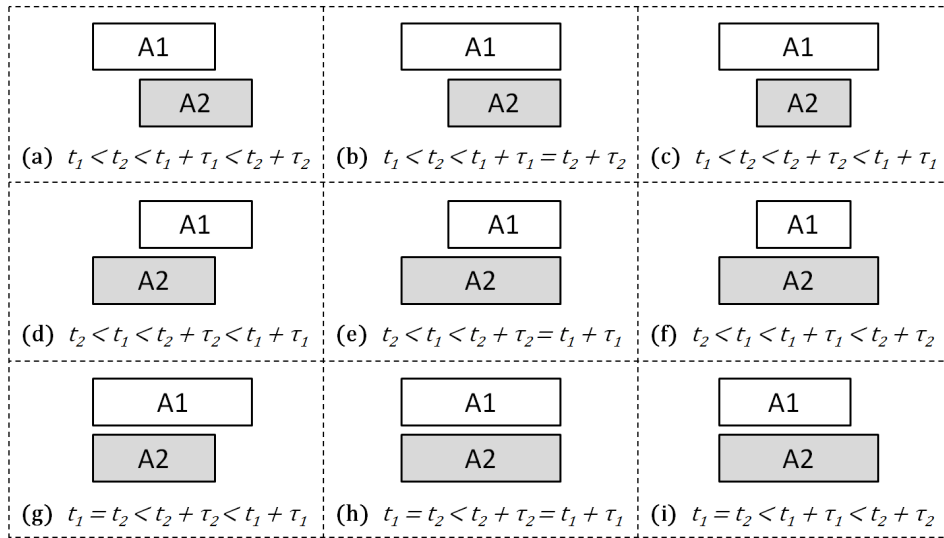 A1 A1 A1
A2 A2 A2
(a) t₁ < t₂ < t₁ + τ₁ < t₂ + τ₂ (b) t₁ < t₂ < t₁ + τ₁ = t₂ + τ₂ (c) t₁ < t₂ < t₂ + τ₂ < t₁ + τ₁
A1 A1 A1
A2 A2 A2
(d) t₂ < t₁ < t₂ + τ₂ < t₁ + τ₁ (e) t₂ < t₁ < t₂ + τ₂ = t₁ + τ₁ (f) t₂ < t₁ < t₁ + τ₁ < t₂ + τ₂
A1 A1 A1
A2 A2 A2
(g) t₁ = t₂ < t₂ + τ₂ < t₁ + τ₁ (h) t₁ = t₂ < t₂ + τ₂ = t₁ + τ₁ (i) t₁ = t₂ < t₁ + τ₁ < t₂ + τ₂